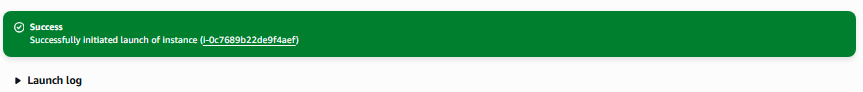 Success
Successfully initiated launch of instance (i-0c7689b22de9f4aef)
Launch log